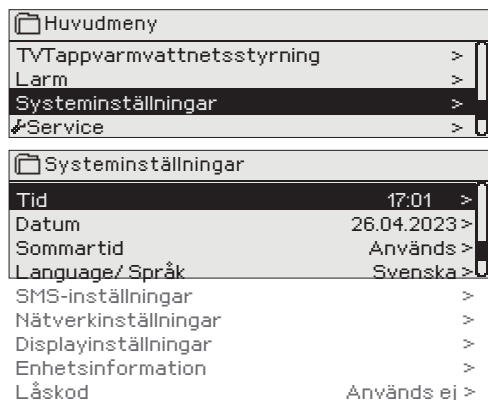 Huvudmeny
TVTappvarmvattnetsstyrning >
Larm >
Systeminställningar >
Service >
Systeminställningar
Tid 17:01 >
Datum 26.04.2023 >
Sommartid Används >
Language/ Språk Svenska >
SMS-inställningar >
Nätverkinställningar >
Displayinställningar >
Enhetsinformation >
Låskod Används ej >